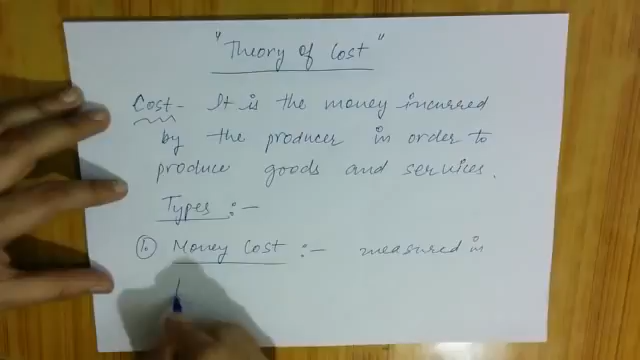 "Theory of Cost"
Cost - It is the money incurred
by the producer in order to
produce goods and services.
Types :-
① Money Cost :- measured in